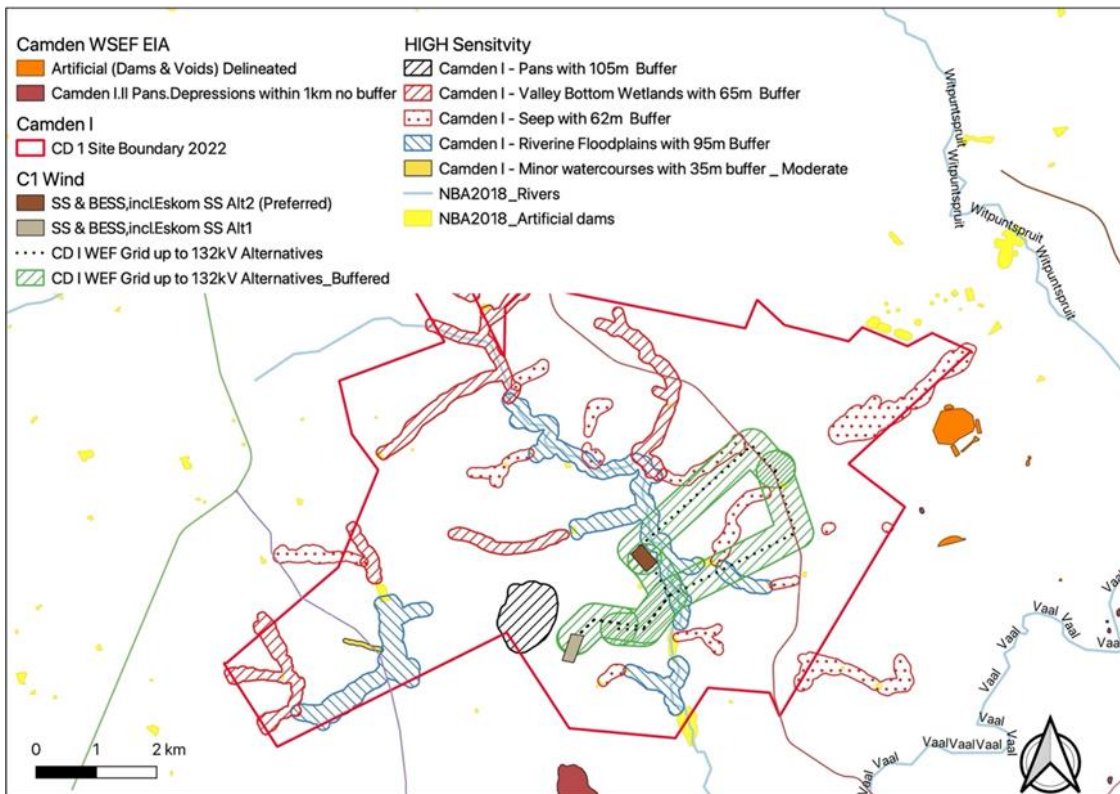 Camden WSEF EIA
Artificial (Dams & Voids) Delineated
Camden I.II Pans.Depressions within 1km no buffer
Camden I
CD 1 Site Boundary 2022
C1 Wind
SS & BESS,incl.Eskom SS Alt2 (Preferred)
SS & BESS,incl.Eskom SS Alt1
CD I WEF Grid up to 132kV Alternatives
CD I WEF Grid up to 132kV Alternatives_Buffered
HIGH Sensitvity
Camden I - Pans with 105m Buffer
Camden I - Valley Bottom Wetlands with 65m Buffer
Camden I - Seep with 62m Buffer
Camden I - Riverine Floodplains with 95m Buffer
Camden I - Minor watercourses with 35m buffer _ Moderate
NBA2018_Rivers
NBA2018_Artificial dams
Witpuntspruit
Witpuntspruit
Witpuntspruit
Witpuntspruit
Witpuntspruit
Vaal
Vaal
Vaal
Vaal
Vaal
Vaal
Vaal
Vaal
Vaal
VaalVaalVaal
Vaal
Vaal
0 1 2 km